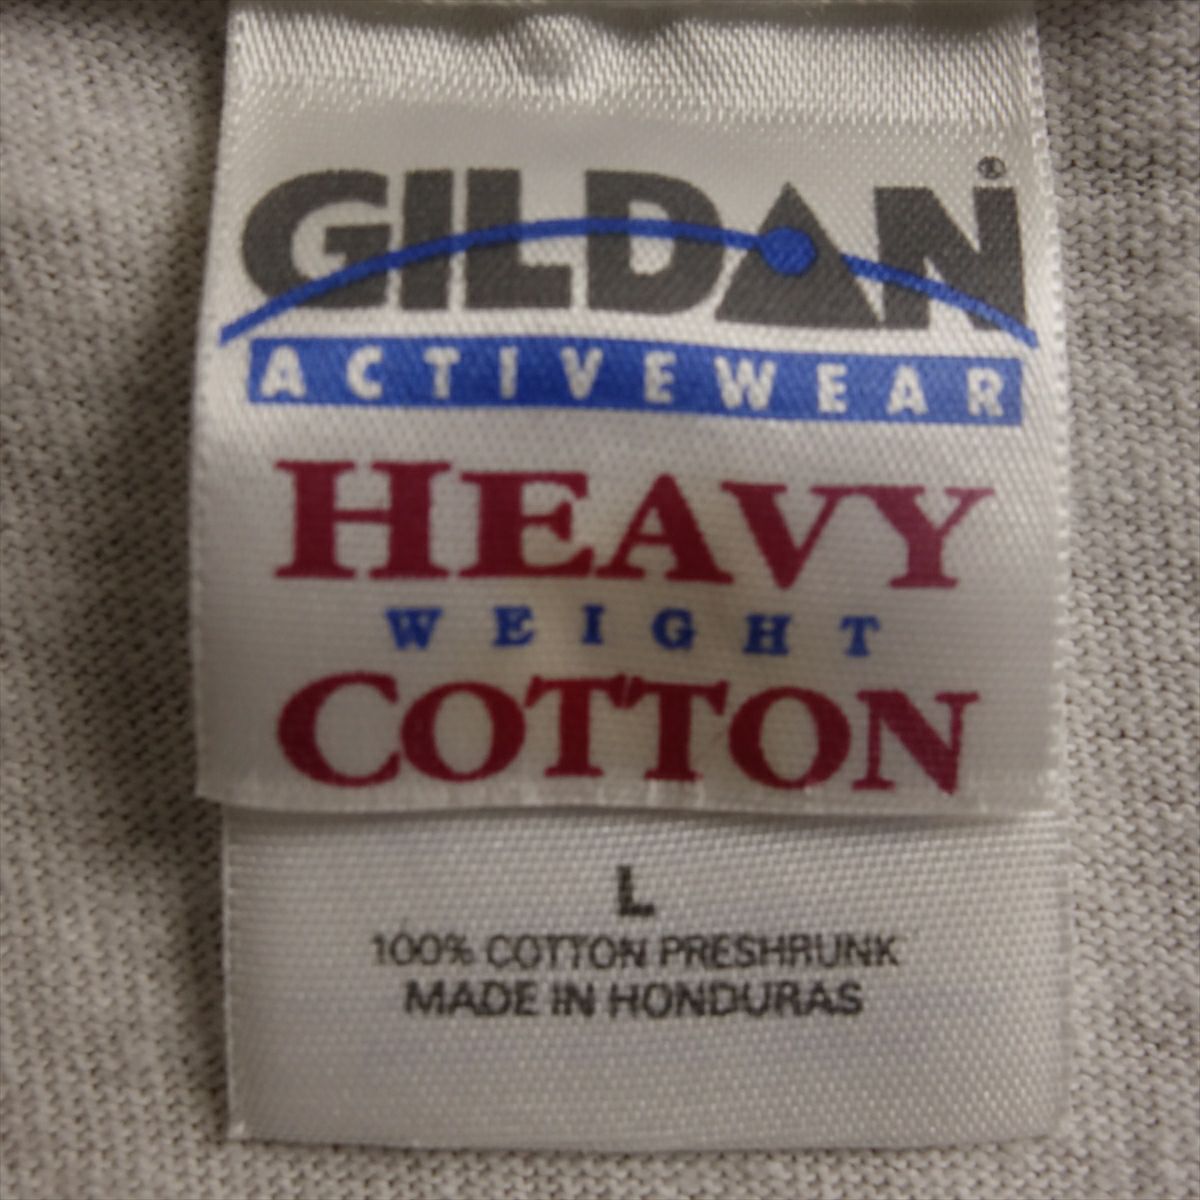 GILDAN®
ACTIVEWEAR
HEAVY
WEIGHT
COTTON
L
100% COTTON PRESHRUNK
MADE IN HONDURAS